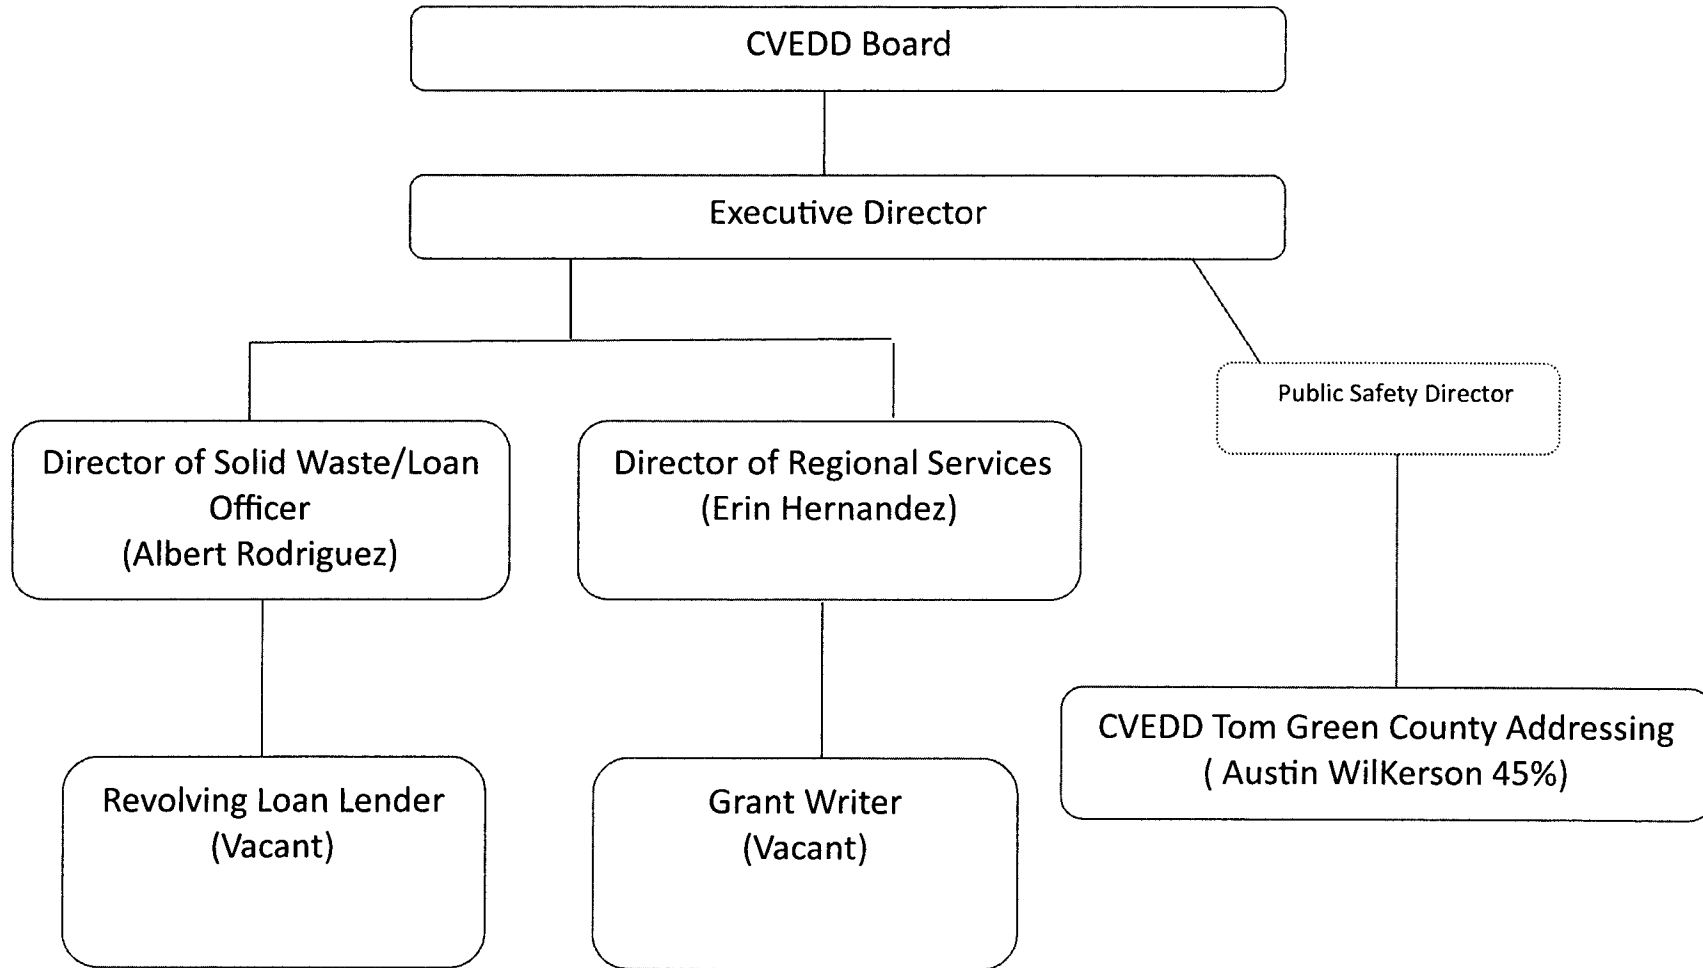 CVEDD Board
Executive Director
Public Safety Director
Director of Solid Waste/Loan
Officer
(Albert Rodriguez)
Director of Regional Services
(Erin Hernandez)
CVEDD Tom Green County Addressing
( Austin WilKerson 45%)
Revolving Loan Lender
(Vacant)
Grant Writer
(Vacant)